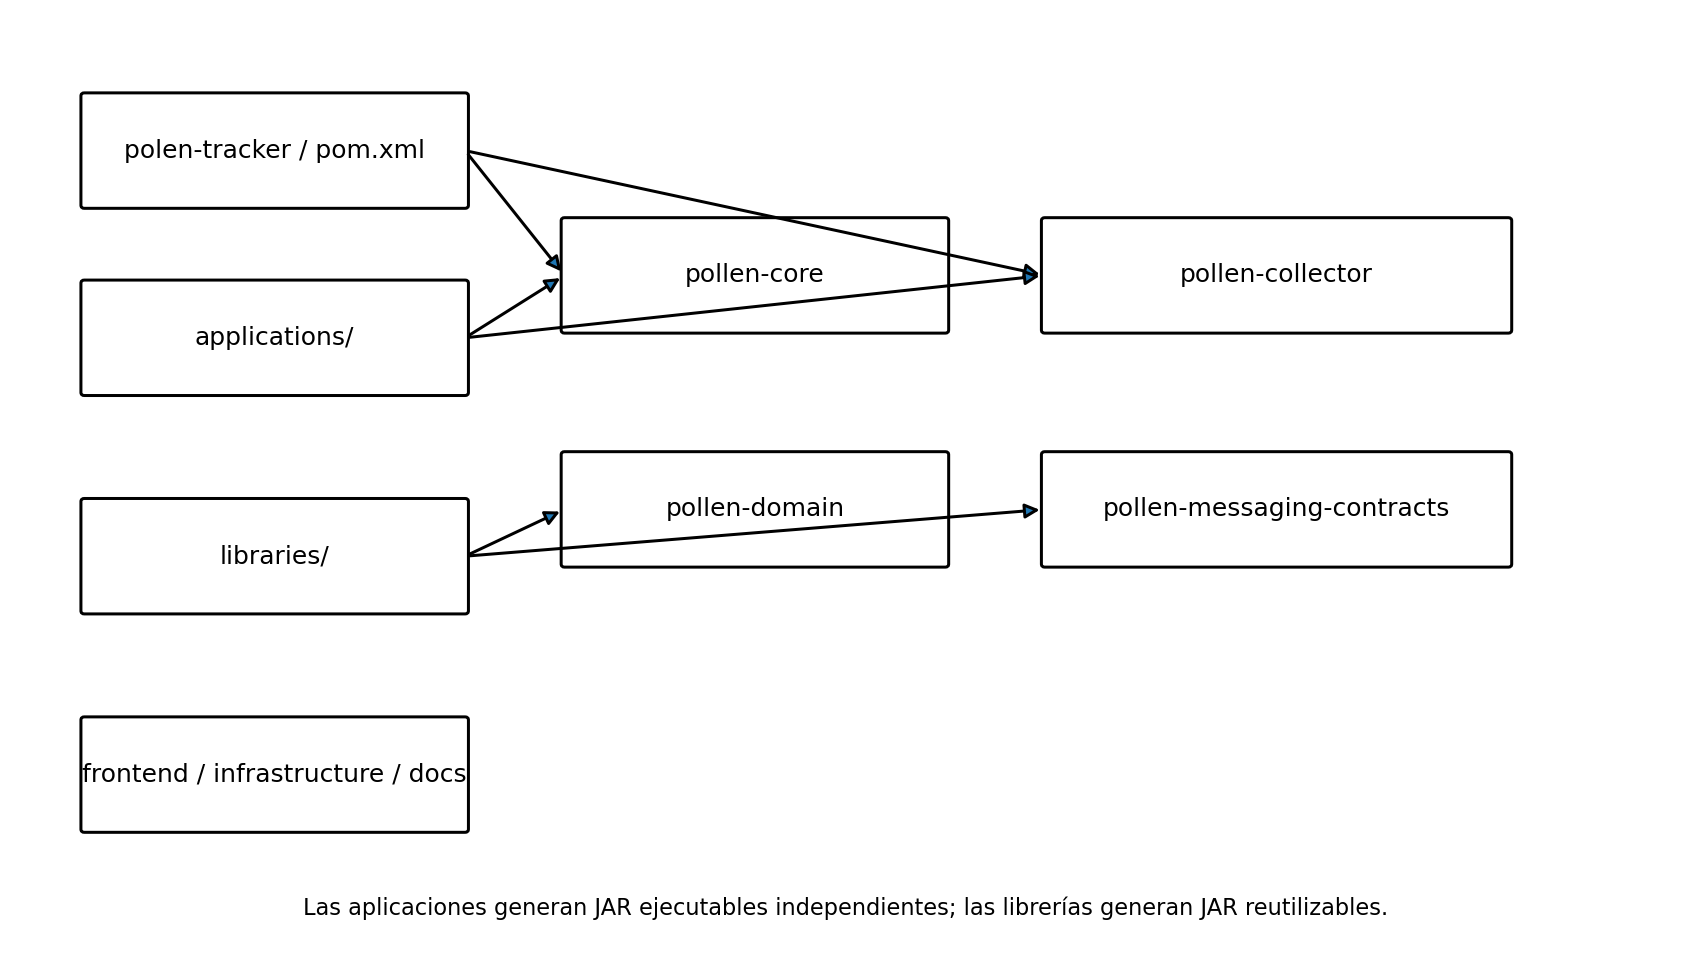 polen-tracker / pom.xml
pollen-core
pollen-collector
applications/
pollen-domain
pollen-messaging-contracts
libraries/
frontend / infrastructure / docs
Las aplicaciones generan JAR ejecutables independientes; las librerías generan JAR reutilizables.